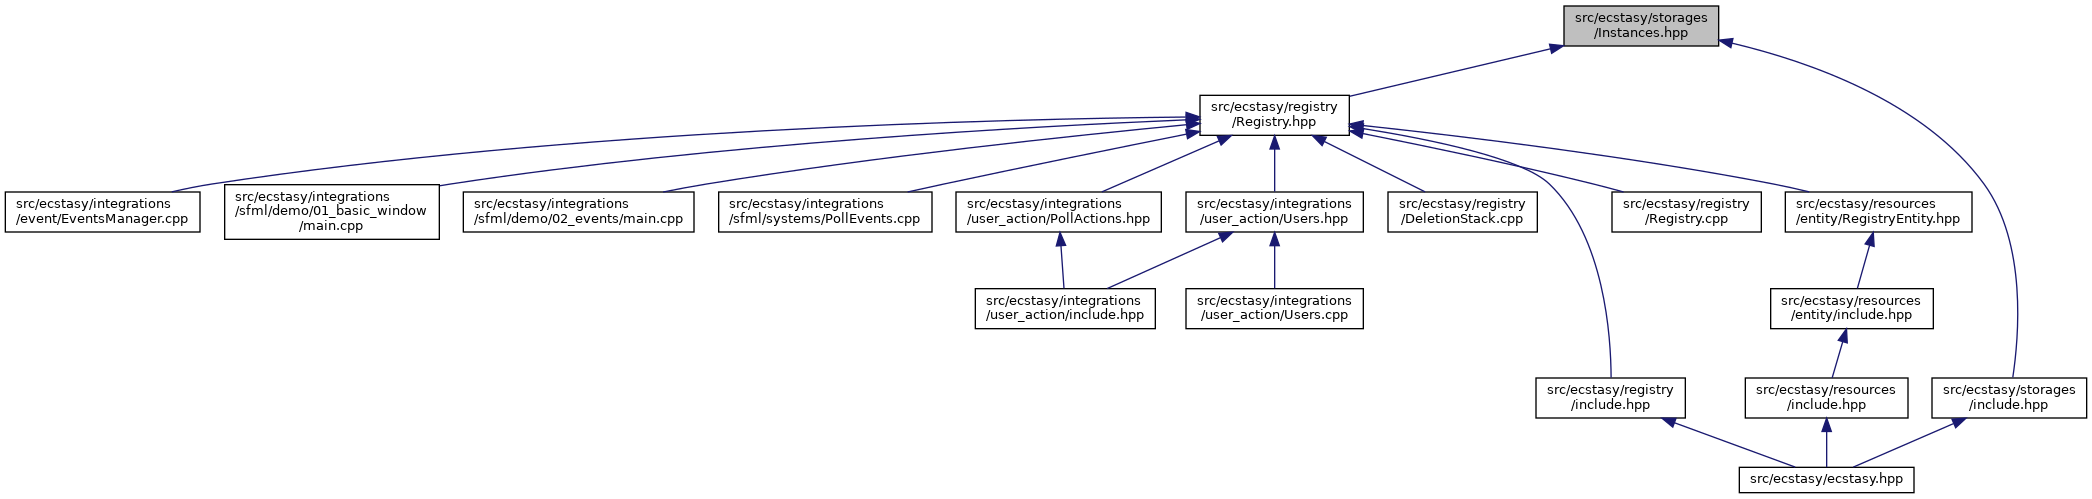 src/ecstasy/storages
/Instances.hpp
src/ecstasy/registry
/Registry.hpp
src/ecstasy/integrations
/event/EventsManager.cpp
src/ecstasy/integrations
/sfml/demo/01_basic_window
/main.cpp
src/ecstasy/integrations
/sfml/demo/02_events/main.cpp
src/ecstasy/integrations
/sfml/systems/PollEvents.cpp
src/ecstasy/integrations
/user_action/PollActions.hpp
src/ecstasy/integrations
/user_action/Users.hpp
src/ecstasy/registry
/DeletionStack.cpp
src/ecstasy/registry
/Registry.cpp
src/ecstasy/resources
/entity/RegistryEntity.hpp
src/ecstasy/integrations
/user_action/include.hpp
src/ecstasy/integrations
/user_action/Users.cpp
src/ecstasy/resources
/entity/include.hpp
src/ecstasy/registry
/include.hpp
src/ecstasy/resources
/include.hpp
src/ecstasy/storages
/include.hpp
src/ecstasy/ecstasy.hpp